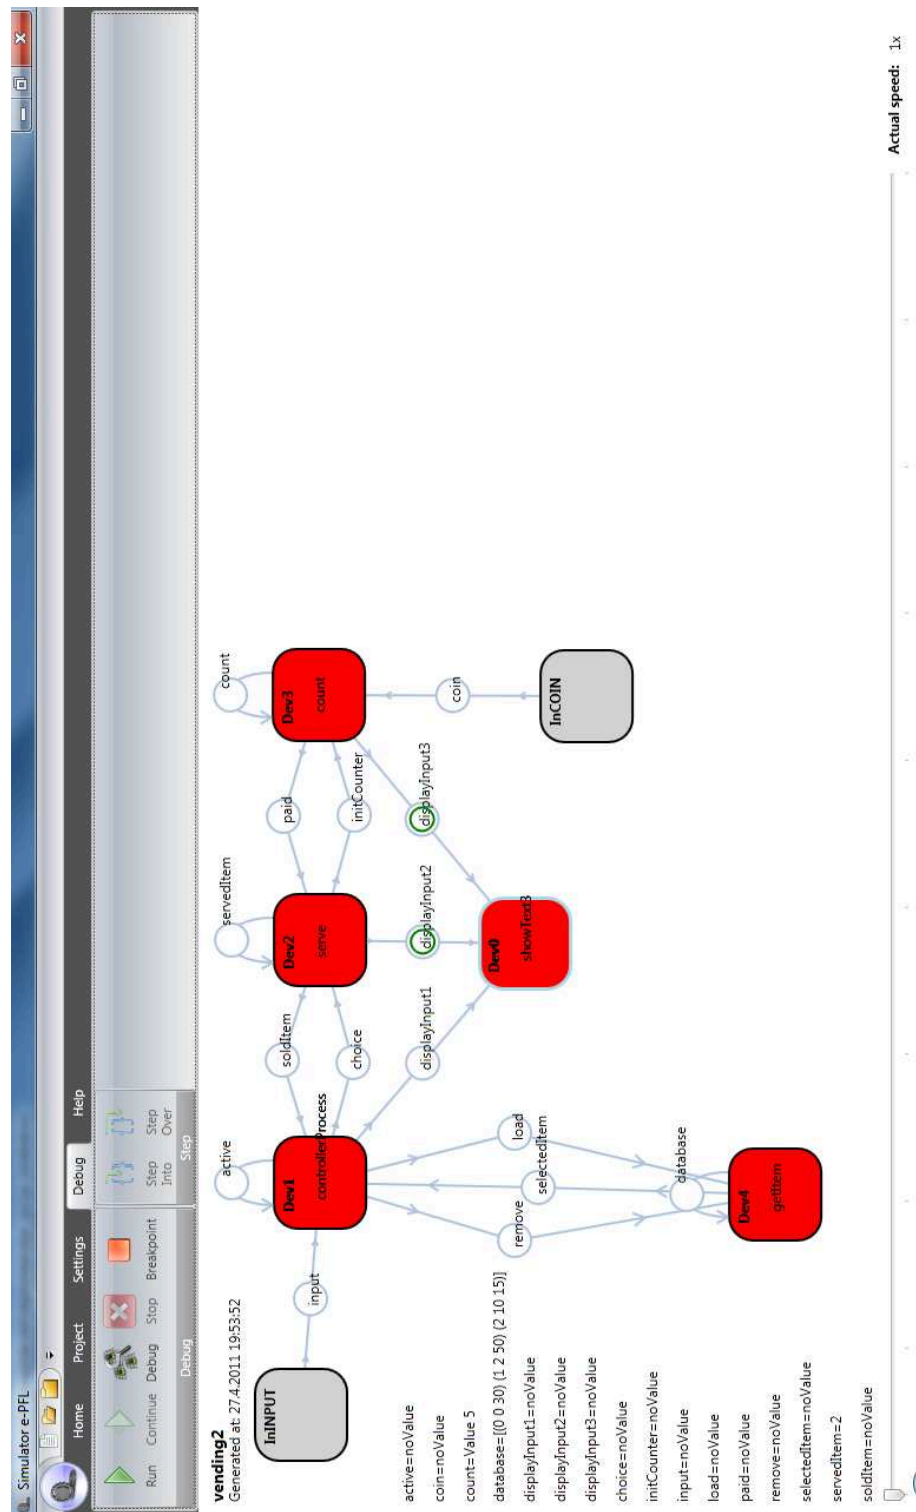 Simulator e-PFL
Home Project Settings Debug Help
Run Continue Debug Stop Breakpoint Step Into Step Over
Debug Step
vending2
Generated at: 27.4.2011 19:53:52
active
servedItem
count
InINPUT
input
Dev1
controllerProcess
soldItem
choice
Dev2
serve
paid
initCounter
Dev3
count
displayInput1
displayInput2
displayInput3
coin
remove
selectedItem
load
Dev0
showText3
InCOIN
database
Dev4
getItem
active=noValue
coin=noValue
count=Value 5
database=[(0 0 30) (1 2 50) (2 10 15)]
displayInput1=noValue
displayInput2=noValue
displayInput3=noValue
choice=noValue
initCounter=noValue
input=noValue
load=noValue
paid=noValue
remove=noValue
selectedItem=noValue
servedItem=2
soldItem=noValue
Actual speed: 1x